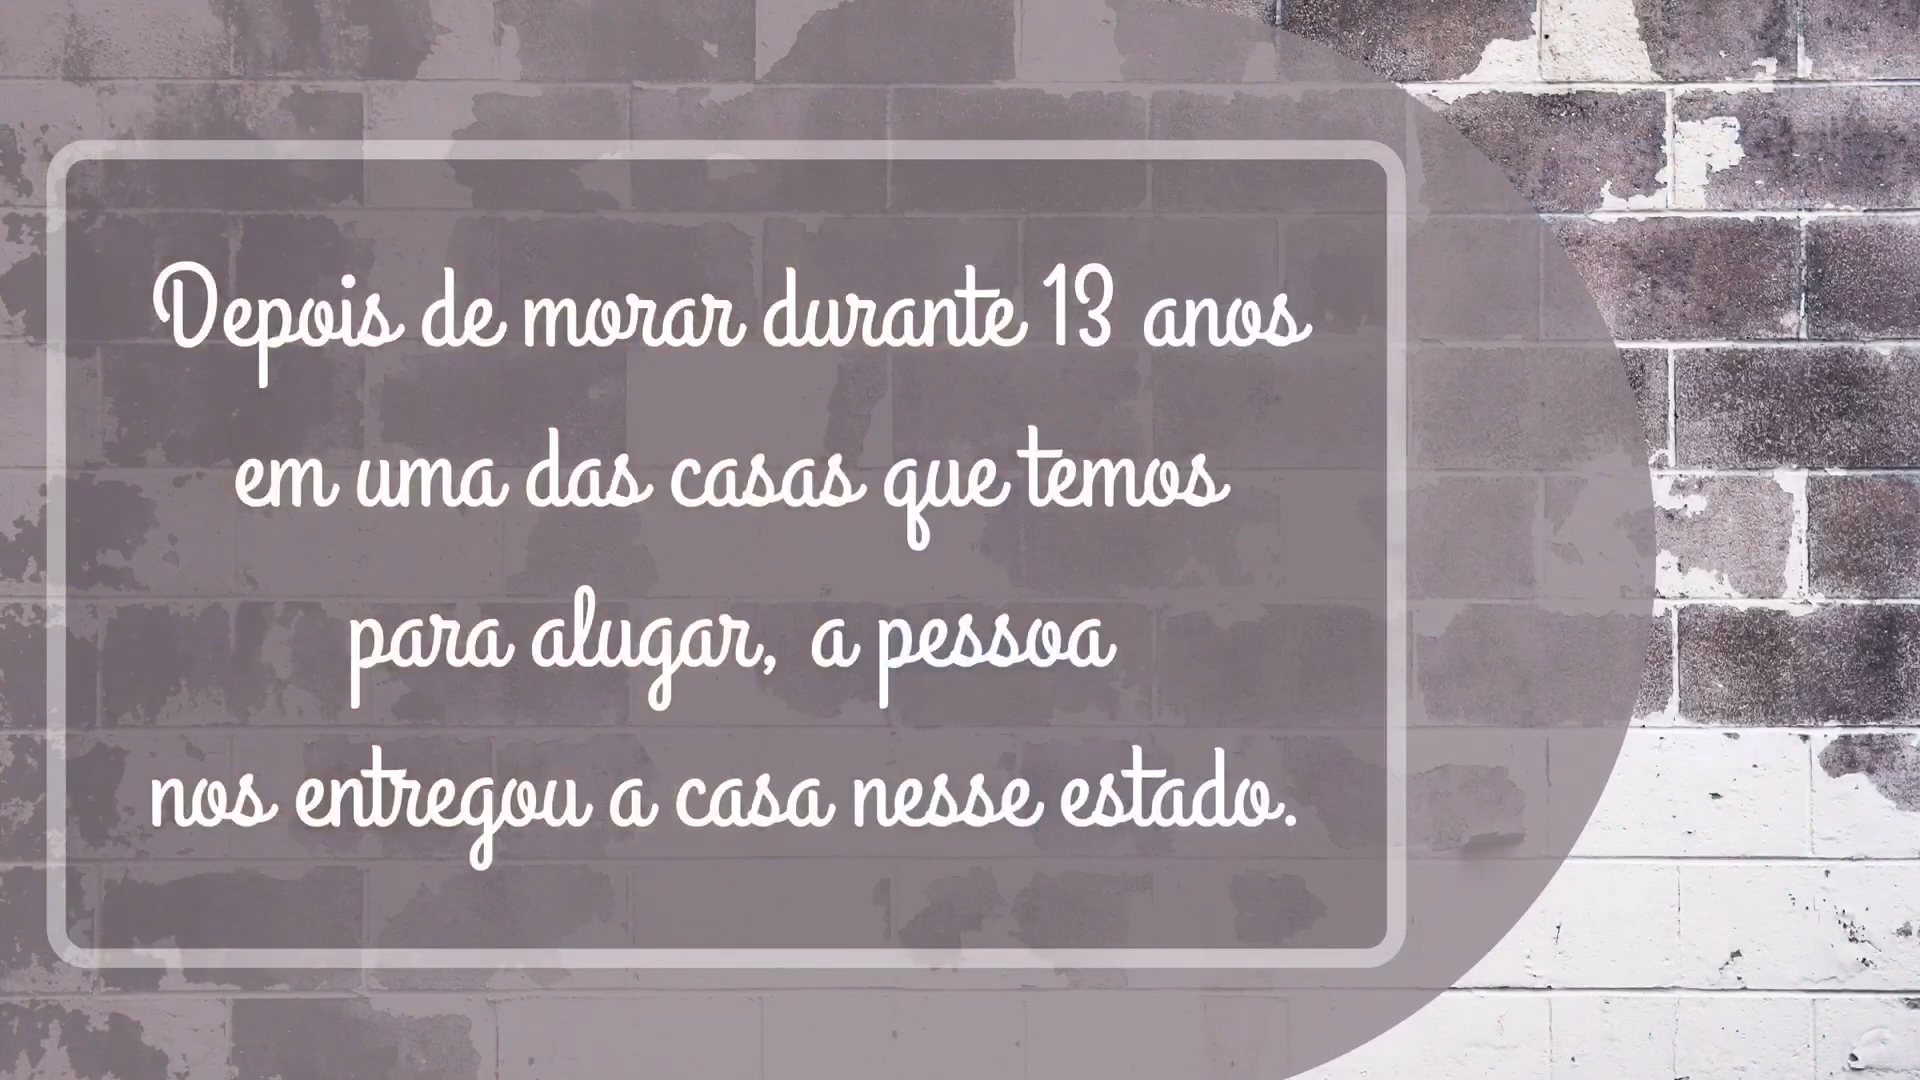 Depois de morar durante 13 anos
em uma das casas que temos
para alugar, a pessoa
nos entregou a casa nesse estado.